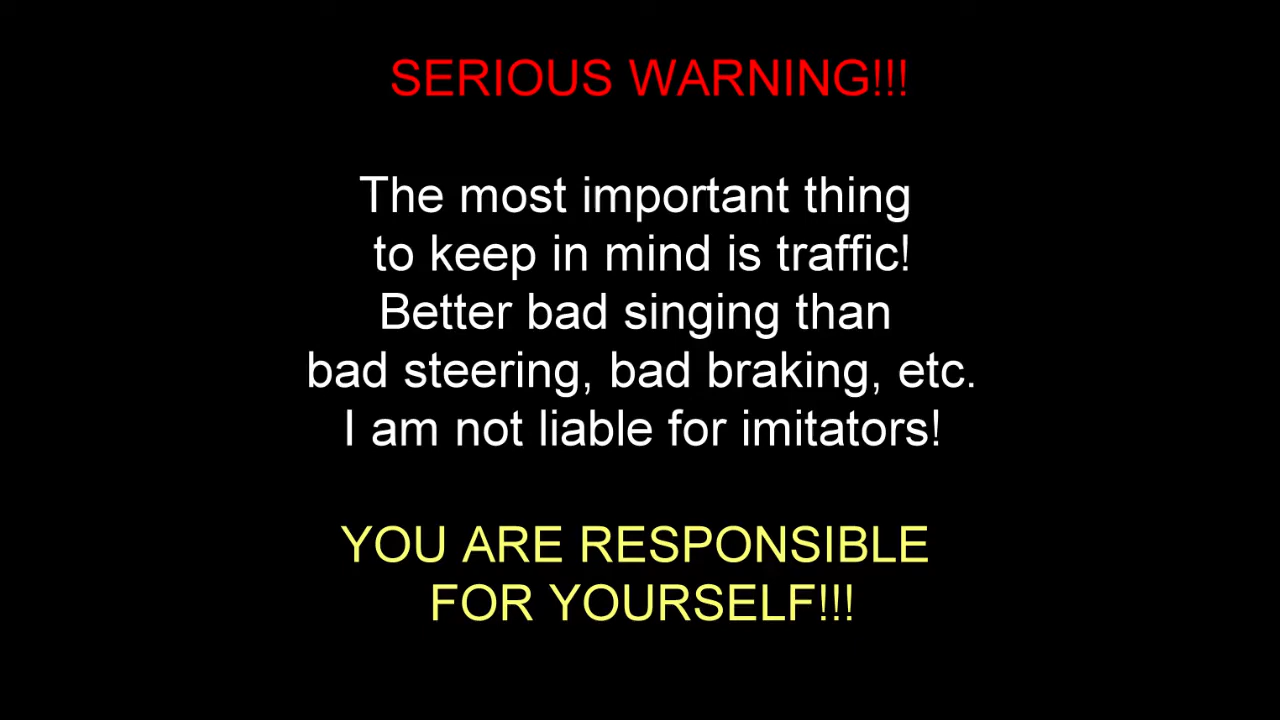 SERIOUS WARNING!!!
The most important thing
to keep in mind is traffic!
Better bad singing than
bad steering, bad braking, etc.
I am not liable for imitators!
YOU ARE RESPONSIBLE
FOR YOURSELF!!!